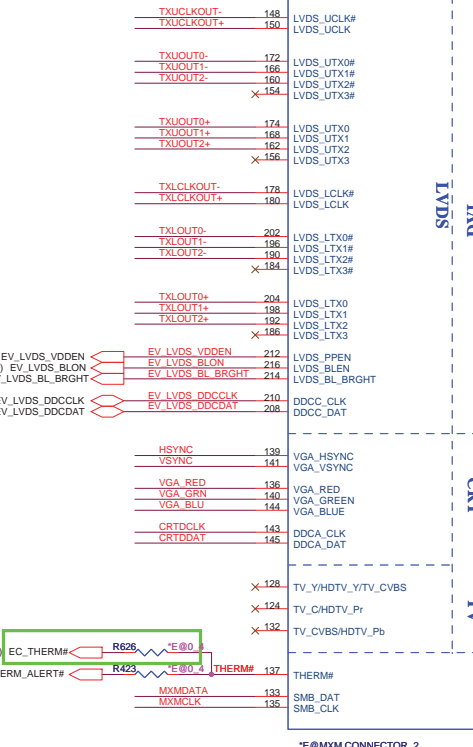 TXUCLKOUT- 148 LVDS_UCLK#
TXUCLKOUT+ 150 LVDS_UCLK
TXUOUT0- 172 LVDS_UTX0#
TXUOUT1- 166 LVDS_UTX1#
TXUOUT2- 160 LVDS_UTX2#
154 LVDS_UTX3#
TXUOUT0+ 174 LVDS_UTX0
TXUOUT1+ 168 LVDS_UTX1
TXUOUT2+ 162 LVDS_UTX2
156 LVDS_UTX3
TXLCLKOUT- 178 LVDS_LCLK#
TXLCLKOUT+ 180 LVDS_LCLK
LVDS
TXLOUT0- 202 LVDS_LTX0#
TXLOUT1- 196 LVDS_LTX1#
TXLOUT2- 190 LVDS_LTX2#
184 LVDS_LTX3#
TXLOUT0+ 204 LVDS_LTX0
TXLOUT1+ 198 LVDS_LTX1
TXLOUT2+ 192 LVDS_LTX2
186 LVDS_LTX3
EV_LVDS_VDDEN EV_LVDS_VDDEN 212 LVDS_PPEN
) EV_LVDS_BLON EV_LVDS_BLON 216 LVDS_BLEN
V_LVDS_BL_BRGHT EV_LVDS_BL_BRGHT 214 LVDS_BL_BRGHT
EV_LVDS_DDCCLK EV_LVDS_DDCCLK 210 DDCC_CLK
EV_LVDS_DDCDAT EV_LVDS_DDCDAT 208 DDCC_DAT
HSYNC 139 VGA_HSYNC
VSYNC 141 VGA_VSYNC
VGA_RED 136 VGA_RED
VGA_GRN 140 VGA_GREEN
VGA_BLU 144 VGA_BLUE
CRTDCLK 143 DDCA_CLK
CRTDDAT 145 DDCA_DAT
128 TV_Y/HDTV_Y/TV_CVBS
124 TV_C/HDTV_Pr
132 TV_CVBS/HDTV_Pb
) EC_THERM# R626 *E@0_4
ERM_ALERT# R423 *E@0_4 THERM# 137 THERM#
MXMDATA 133 SMB_DAT
MXMCLK 135 SMB_CLK
*E@MXM CONNECTOR_2